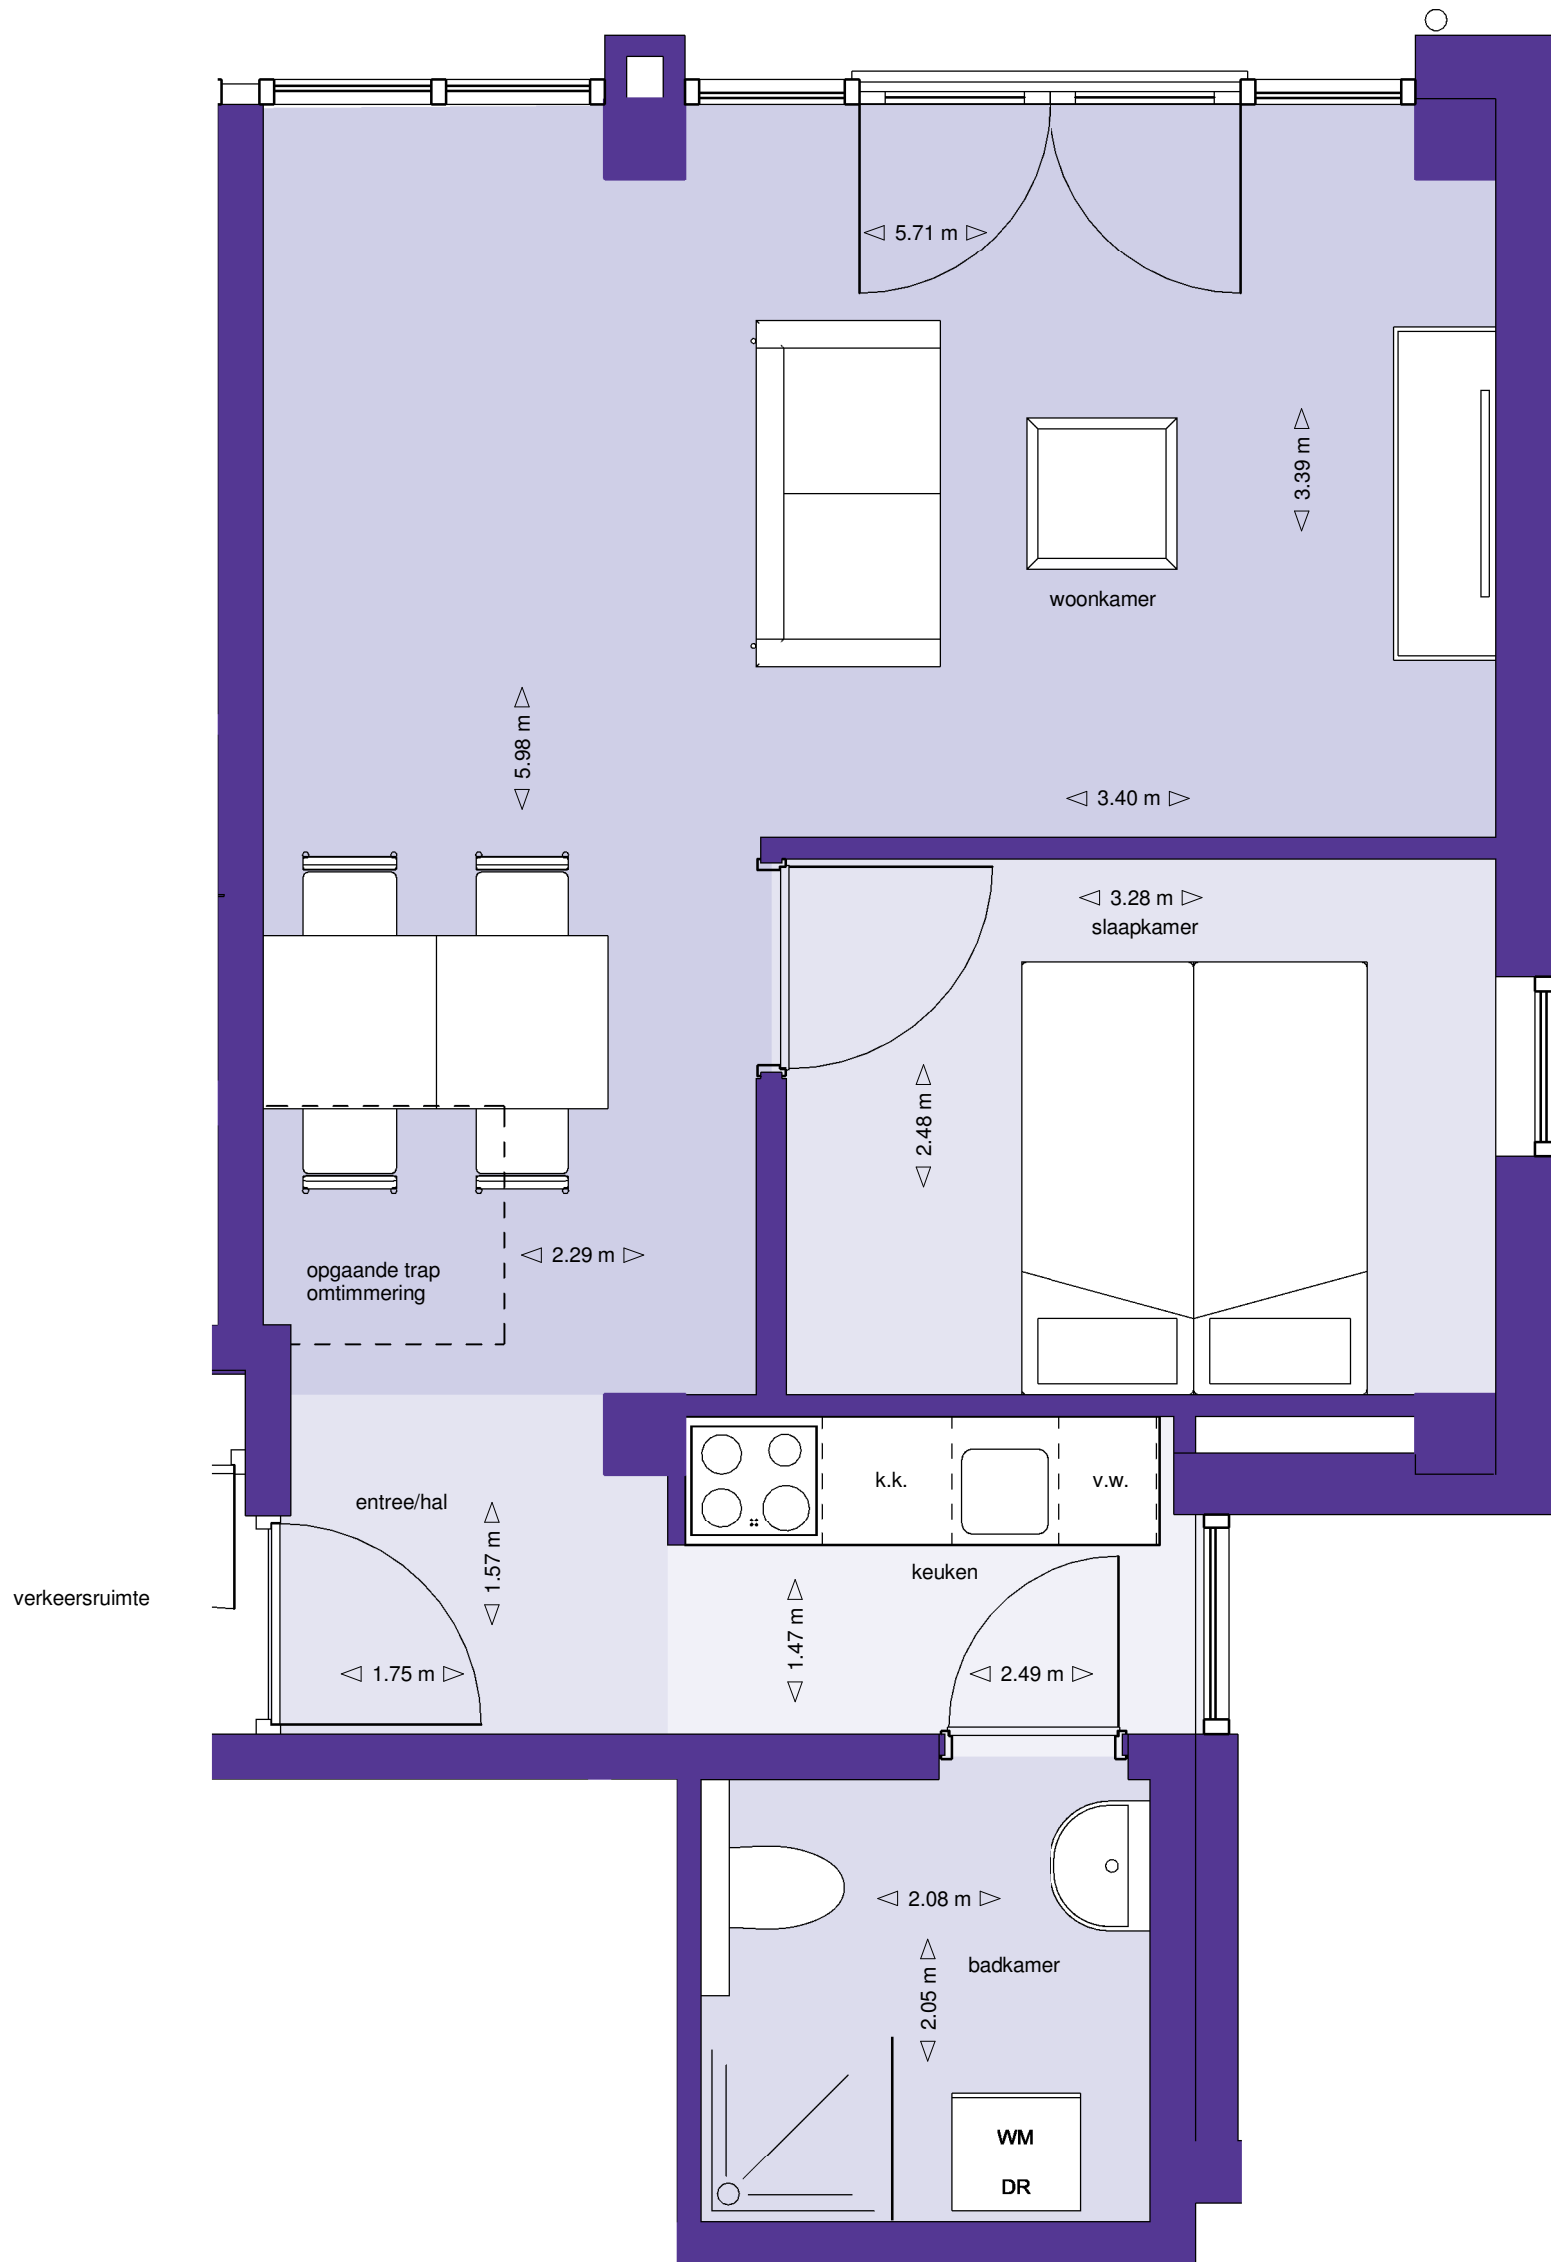 5.71 m
3.39 m
woonkamer
5.98 m
3.40 m
3.28 m
slaapkamer
2.48 m
2.29 m
opgaande trap
omtimmering
k.k.
v.w.
entree/hal
1.57 m
keuken
verkeersruimte
1.47 m
1.75 m
2.49 m
2.08 m
badkamer
2.05 m
WM
DR